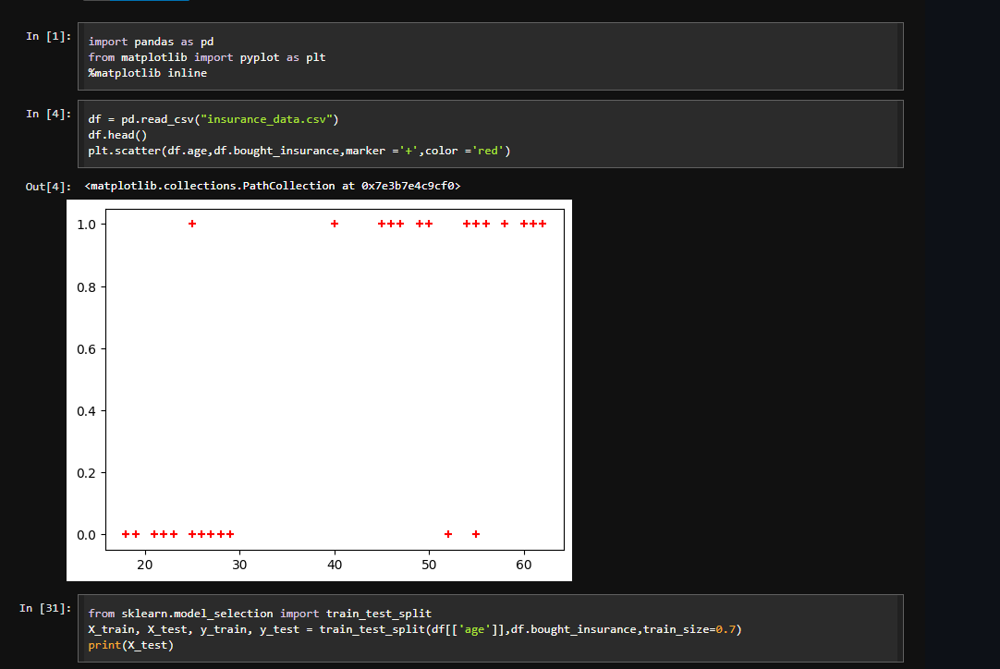 In [1]:
import pandas as pd
from matplotlib import pyplot as plt
%matplotlib inline
In [4]:
df = pd.read_csv("insurance_data.csv")
df.head()
plt.scatter(df.age,df.bought_insurance,marker ='+',color ='red')
Out[4]: <matplotlib.collections.PathCollection at 0x7e3b7e4c9cf0>
1.0
0.8
0.6
0.4
0.2
0.0
20 30 40 50 60
In [31]:
from sklearn.model_selection import train_test_split
X_train, X_test, y_train, y_test = train_test_split(df[['age']],df.bought_insurance,train_size=0.7)
print(X_test)